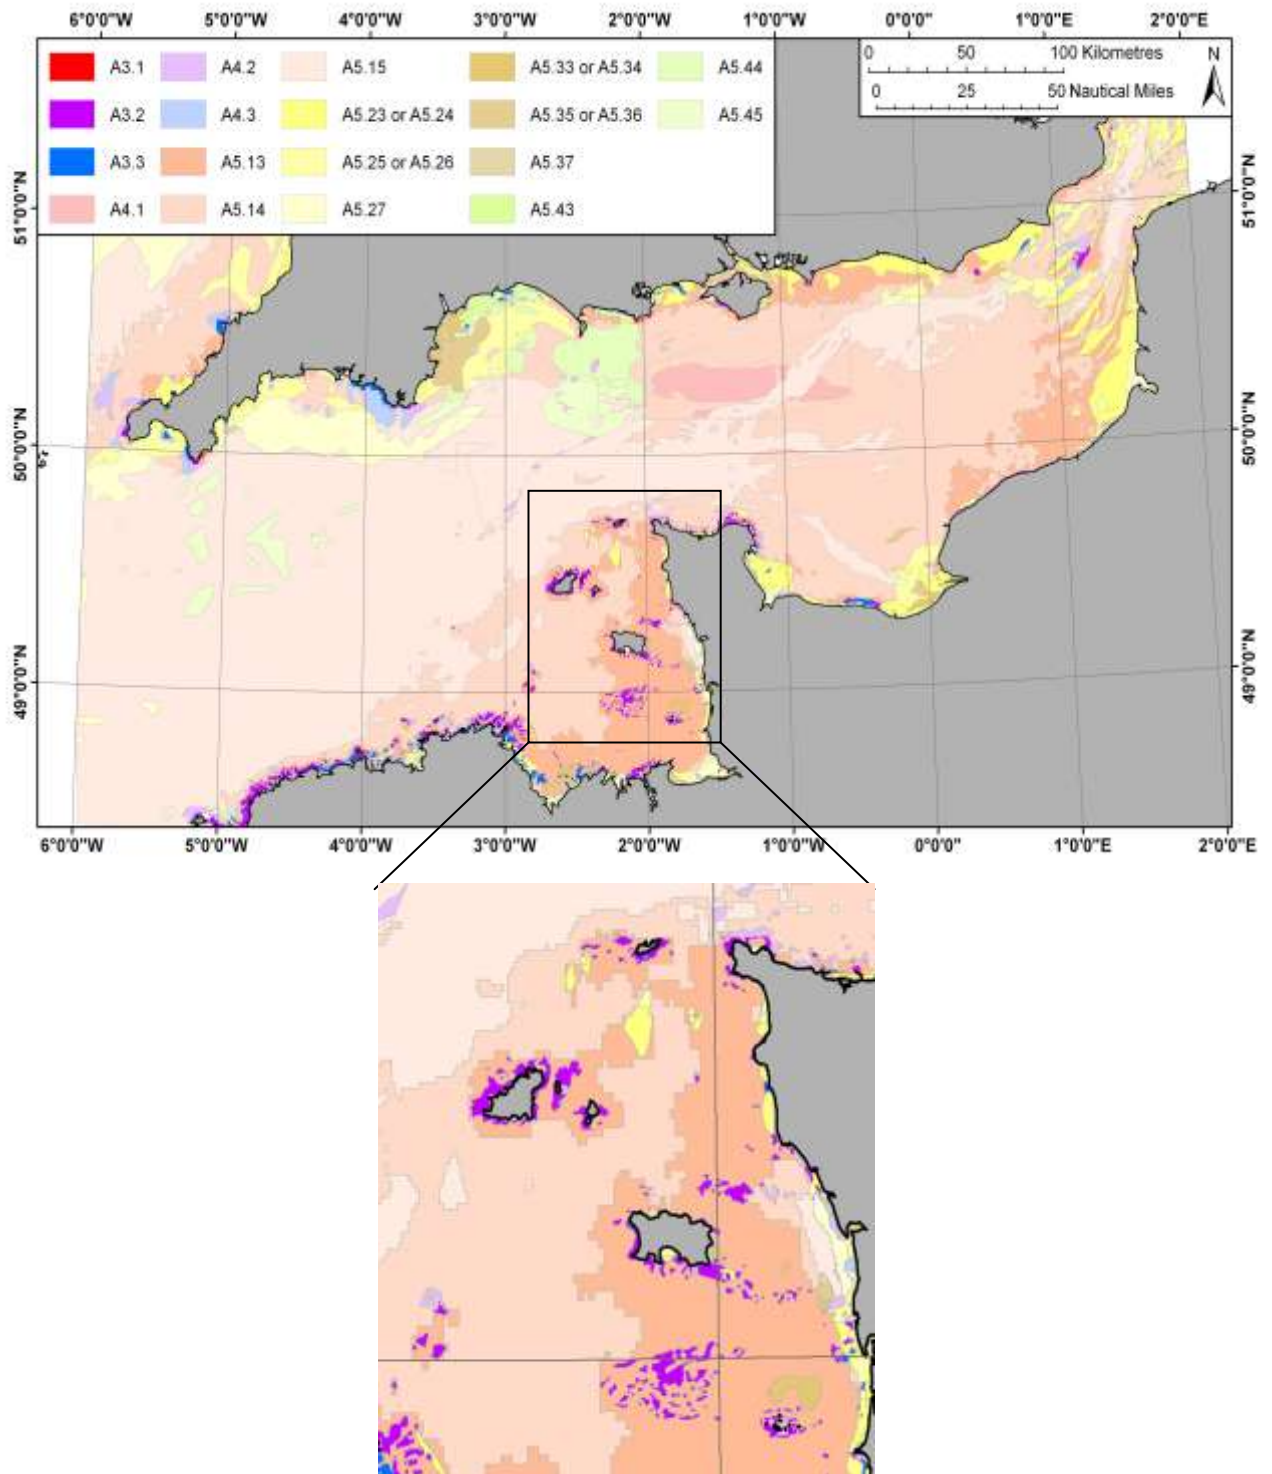 6°0'0"W 5°0'0"W 4°0'0"W 3°0'0"W 2°0'0"W 1°0'0"W 0°0'0" 1°0'0"E 2°0'0"E
A3.1 A4.2 A5.15 A5.33 or A5.34 A5.44
A3.2 A4.3 A5.23 or A5.24 A5.35 or A5.36 A5.45
A3.3 A5.13 A5.25 or A5.26 A5.37
A4.1 A5.14 A5.27 A5.43
0 50 100 Kilometres
0 25 50 Nautical Miles
N
51°0'0"N
50°0'0"N
49°0'0"N
51°0'0"N
50°0'0"N
49°0'0"N
6°0'0"W 5°0'0"W 4°0'0"W 3°0'0"W 2°0'0"W 1°0'0"W 0°0'0" 1°0'0"E 2°0'0"E